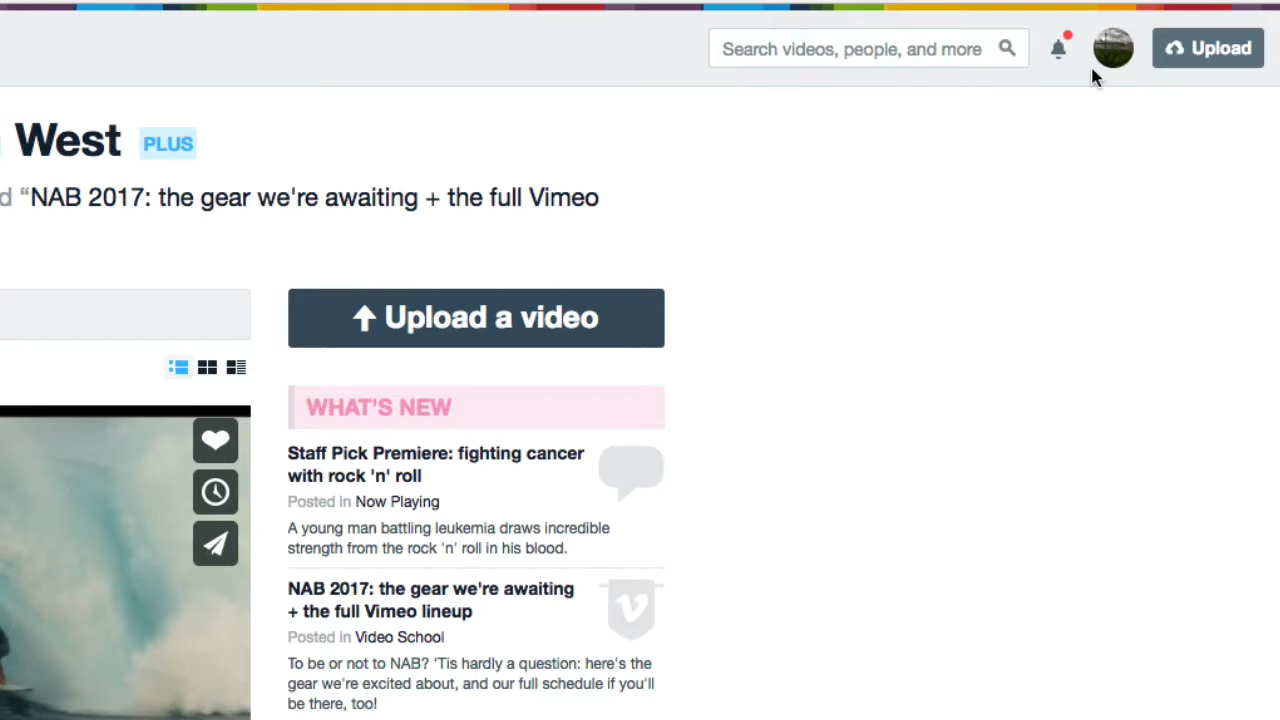 Search videos, people, and more
Upload
West PLUS
d “NAB 2017: the gear we're awaiting + the full Vimeo
Upload a video
WHAT'S NEW
Staff Pick Premiere: fighting cancer
with rock 'n' roll
Posted in Now Playing
A young man battling leukemia draws incredible
strength from the rock 'n' roll in his blood.
NAB 2017: the gear we're awaiting
+ the full Vimeo lineup
Posted in Video School
To be or not to NAB? 'Tis hardly a question: here's the
gear we're excited about, and our full schedule if you'll
be there, too!